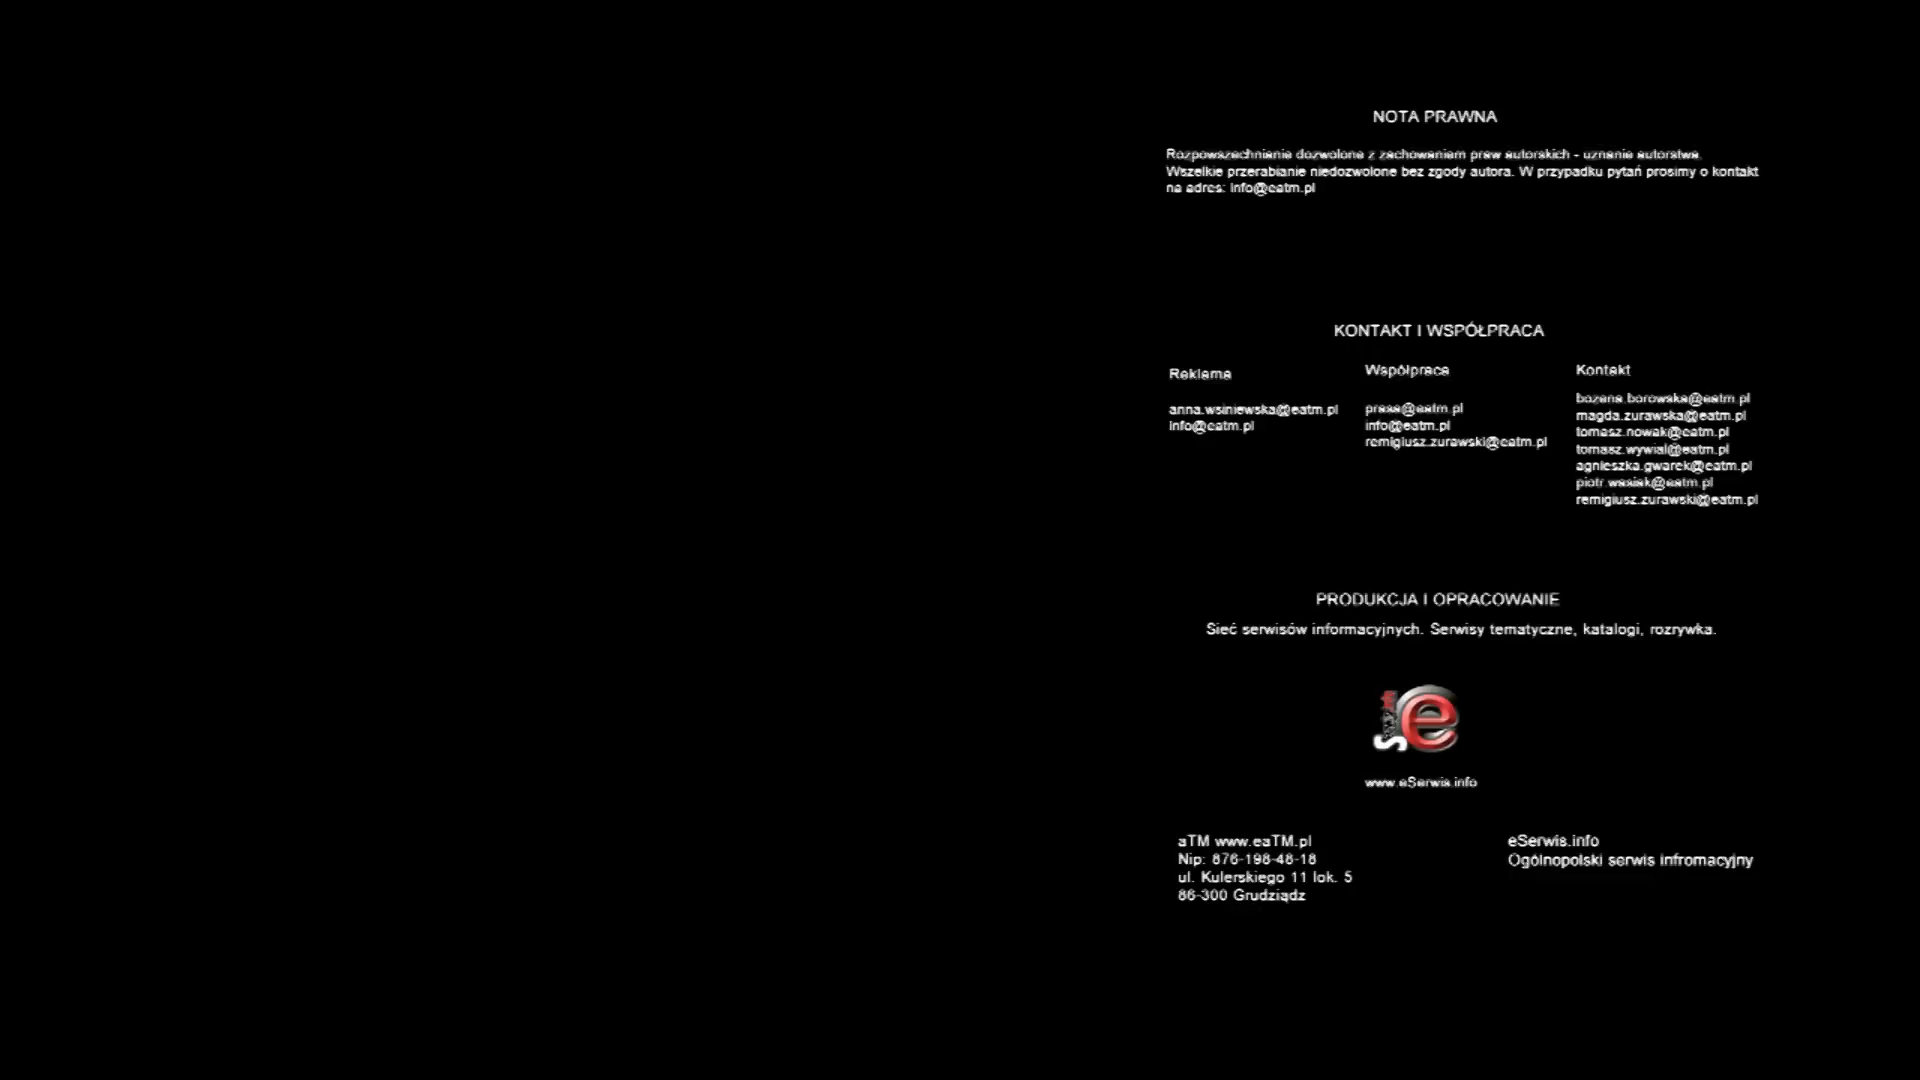 NOTA PRAWNA
Rozpowszechnianie dozwolone z zachowaniem praw autorskich - uznanie autorstwa.
Wszelkie przerabianie niedozwolone bez zgody autora. W przypadku pytań prosimy o kontakt
na adres: info@eatm.pl
KONTAKT I WSPÓŁPRACA
Reklama
anna.wsiniewska@eatm.pl
info@eatm.pl
Współpraca
prasa@eatm.pl
info@eatm.pl
remigiusz.zurawski@eatm.pl
Kontakt
bozena.borowska@eatm.pl
magda.zurawska@eatm.pl
tomasz.nowak@eatm.pl
tomasz.wywial@eatm.pl
agnieszka.gwarek@eatm.pl
piotr.wasiak@eatm.pl
remigiusz.zurawski@eatm.pl
PRODUKCJA I OPRACOWANIE
Sieć serwisów informacyjnych. Serwisy tematyczne, katalogi, rozrywka.
e
www.eSerwis.info
aTM www.eaTM.pl
Nip: 876-198-48-18
ul. Kulerskiego 11 lok. 5
86-300 Grudziądz
eSerwis.info
Ogólnopolski serwis infromacyjny